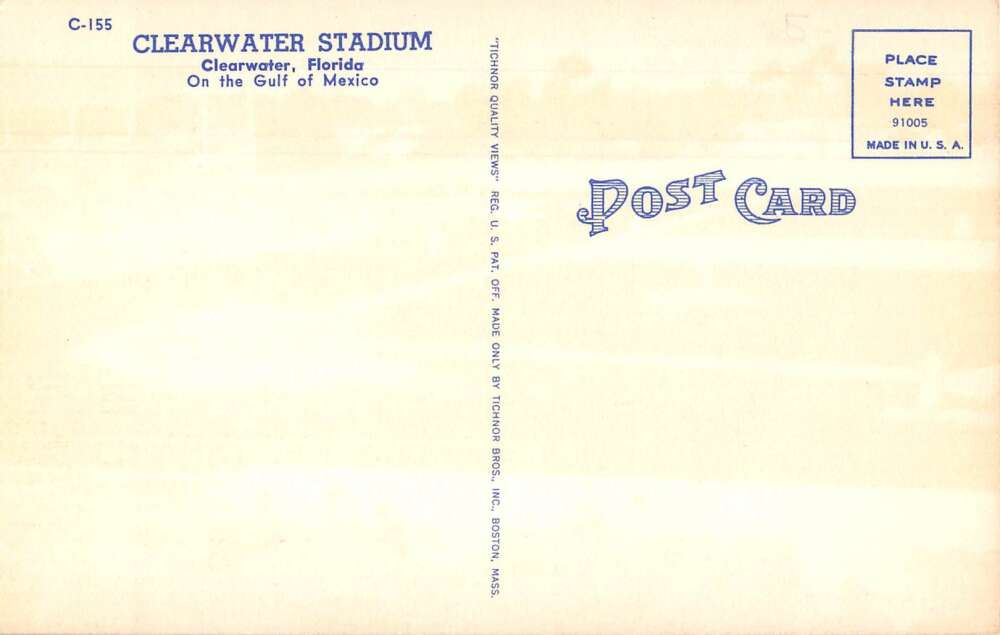 C-155
CLEARWATER STADIUM
Clearwater, Florida
On the Gulf of Mexico
"TICHNOR QUALITY VIEWS" REG. U. S. PAT. OFF. MADE ONLY BY TICHNOR BROS., INC., BOSTON, MASS.
PLACE
STAMP
HERE
91005
MADE IN U. S. A.
POST CARD